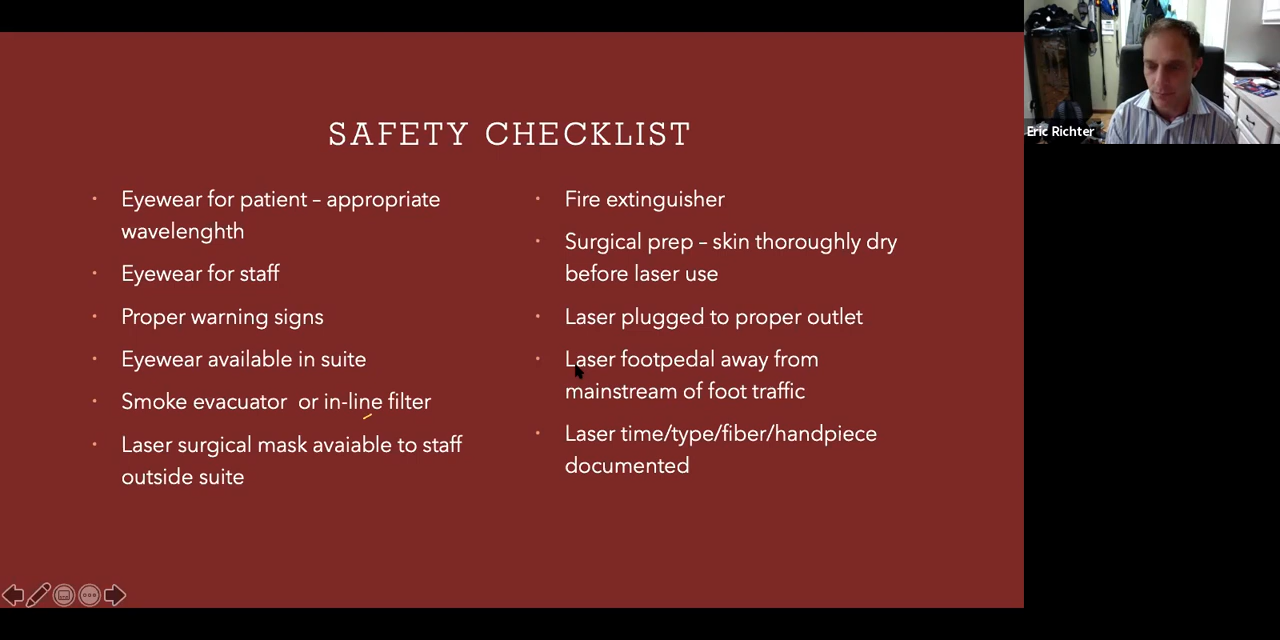 SAFETY CHECKLIST
Eyewear for patient – appropriate
wavelenghth
Eyewear for staff
Proper warning signs
Eyewear available in suite
Smoke evacuator  or in-line filter
Laser surgical mask avaiable to staff
outside suite
Fire extinguisher
Surgical prep – skin thoroughly dry
before laser use
Laser plugged to proper outlet
Laser footpedal away from
mainstream of foot traffic
Laser time/type/fiber/handpiece
documented
Eric Richter